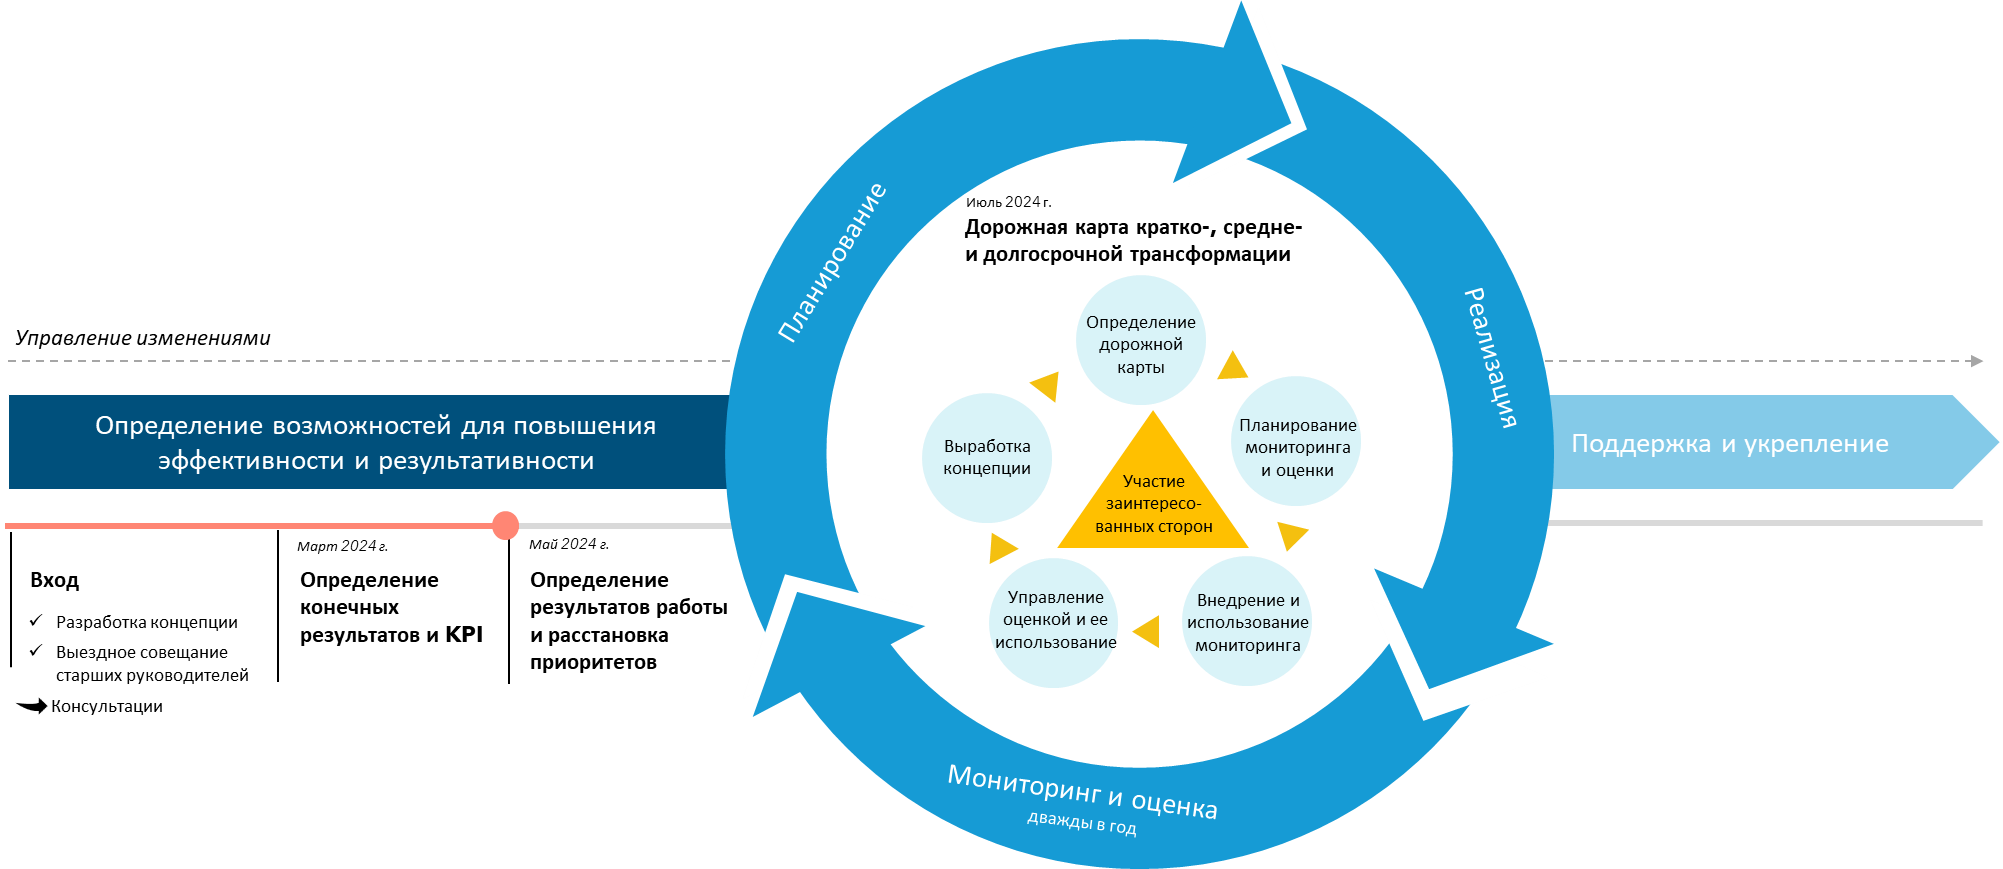 Управление изменениями
Определение возможностей для повышения
эффективности и результативности
Вход
Разработка концепции
Выездное совещание
старших руководителей
Консультации
Март 2024 г.
Определение
конечных
результатов и KPI
Май 2024 г.
Определение
результатов работы
и расстановка
приоритетов
Планирование
Реализация
Мониторинг и оценка
дважды в год
Июль 2024 г.
Дорожная карта кратко-, средне-
и долгосрочной трансформации
Определение
дорожной
карты
Планирование
мониторинга
и оценки
Внедрение и
использование
мониторинга
Управление
оценкой и ее
использование
Выработка
концепции
Участие
заинтересо-
ванных сторон
Поддержка и укрепление